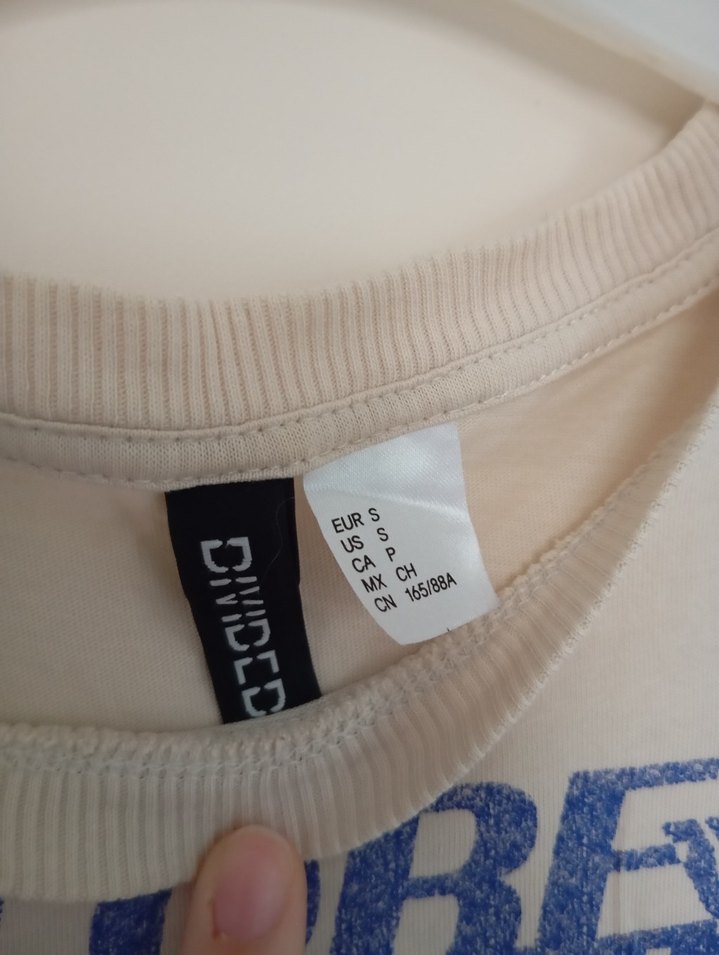 DIVIDED
EUR S
US S
CA P
MX CH
CN 165/88A